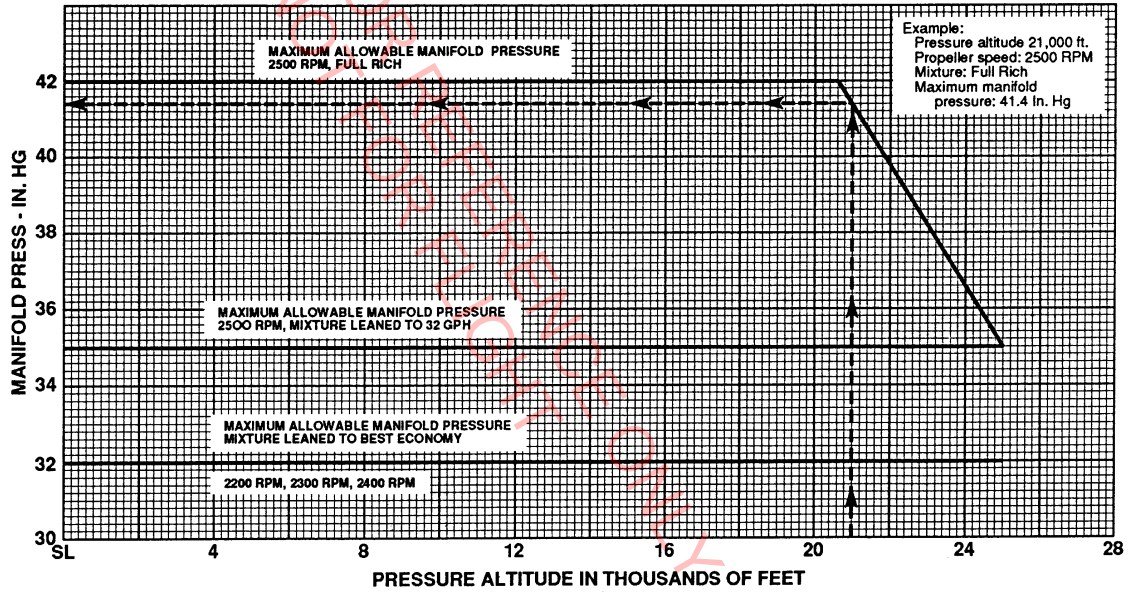 MAXIMUM ALLOWABLE MANIFOLD PRESSURE
2500 RPM, FULL RICH
Example:
Pressure altitude 21,000 ft.
Propeller speed: 2500 RPM
Mixture: Full Rich
Maximum manifold
pressure: 41.4 In. Hg
FOR REFERENCE ONLY
NOT FOR FLIGHT
MANIFOLD PRESS - IN. HG
42
40
38
36
34
32
30
MAXIMUM ALLOWABLE MANIFOLD PRESSURE
2500 RPM, MIXTURE LEANED TO 32 GPH
MAXIMUM ALLOWABLE MANIFOLD PRESSURE
MIXTURE LEANED TO BEST ECONOMY
2200 RPM, 2300 RPM, 2400 RPM
SL 4 8 12 16 20 24 28
PRESSURE ALTITUDE IN THOUSANDS OF FEET